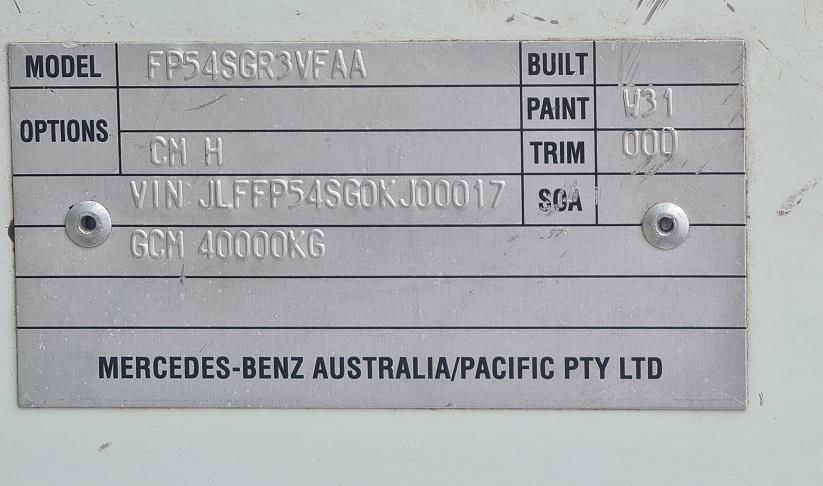 MODEL FP54SGR3VFAA BUILT
PAINT W31
OPTIONS
CM H TRIM 000
VIN JLFFP54SG0KJ00017 SOA
GCM 40000KG
MERCEDES-BENZ AUSTRALIA/PACIFIC PTY LTD